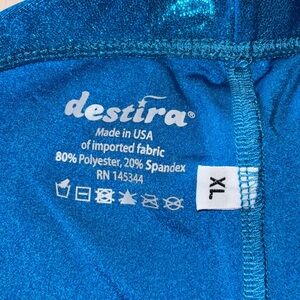 destira®
Made in USA
of imported fabric
80% Polyester, 20% Spandex
RN 145344
XL